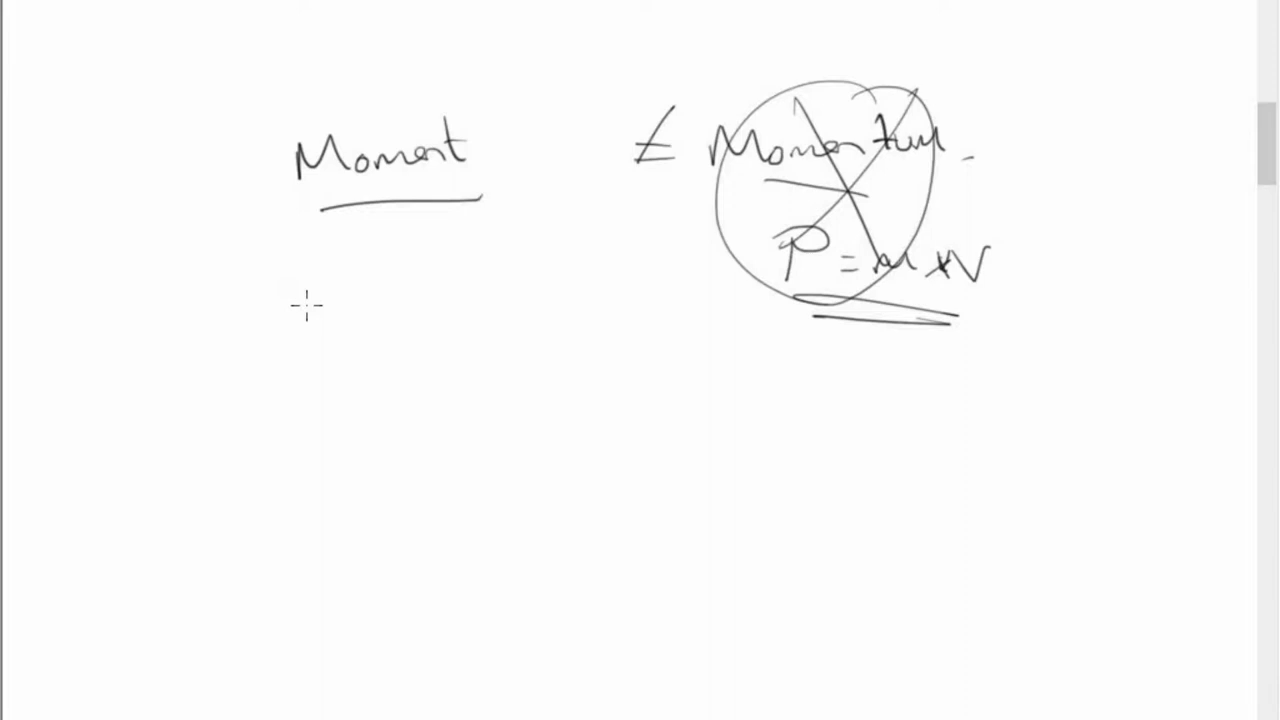 Moment ≠ Momentum
P = m × V